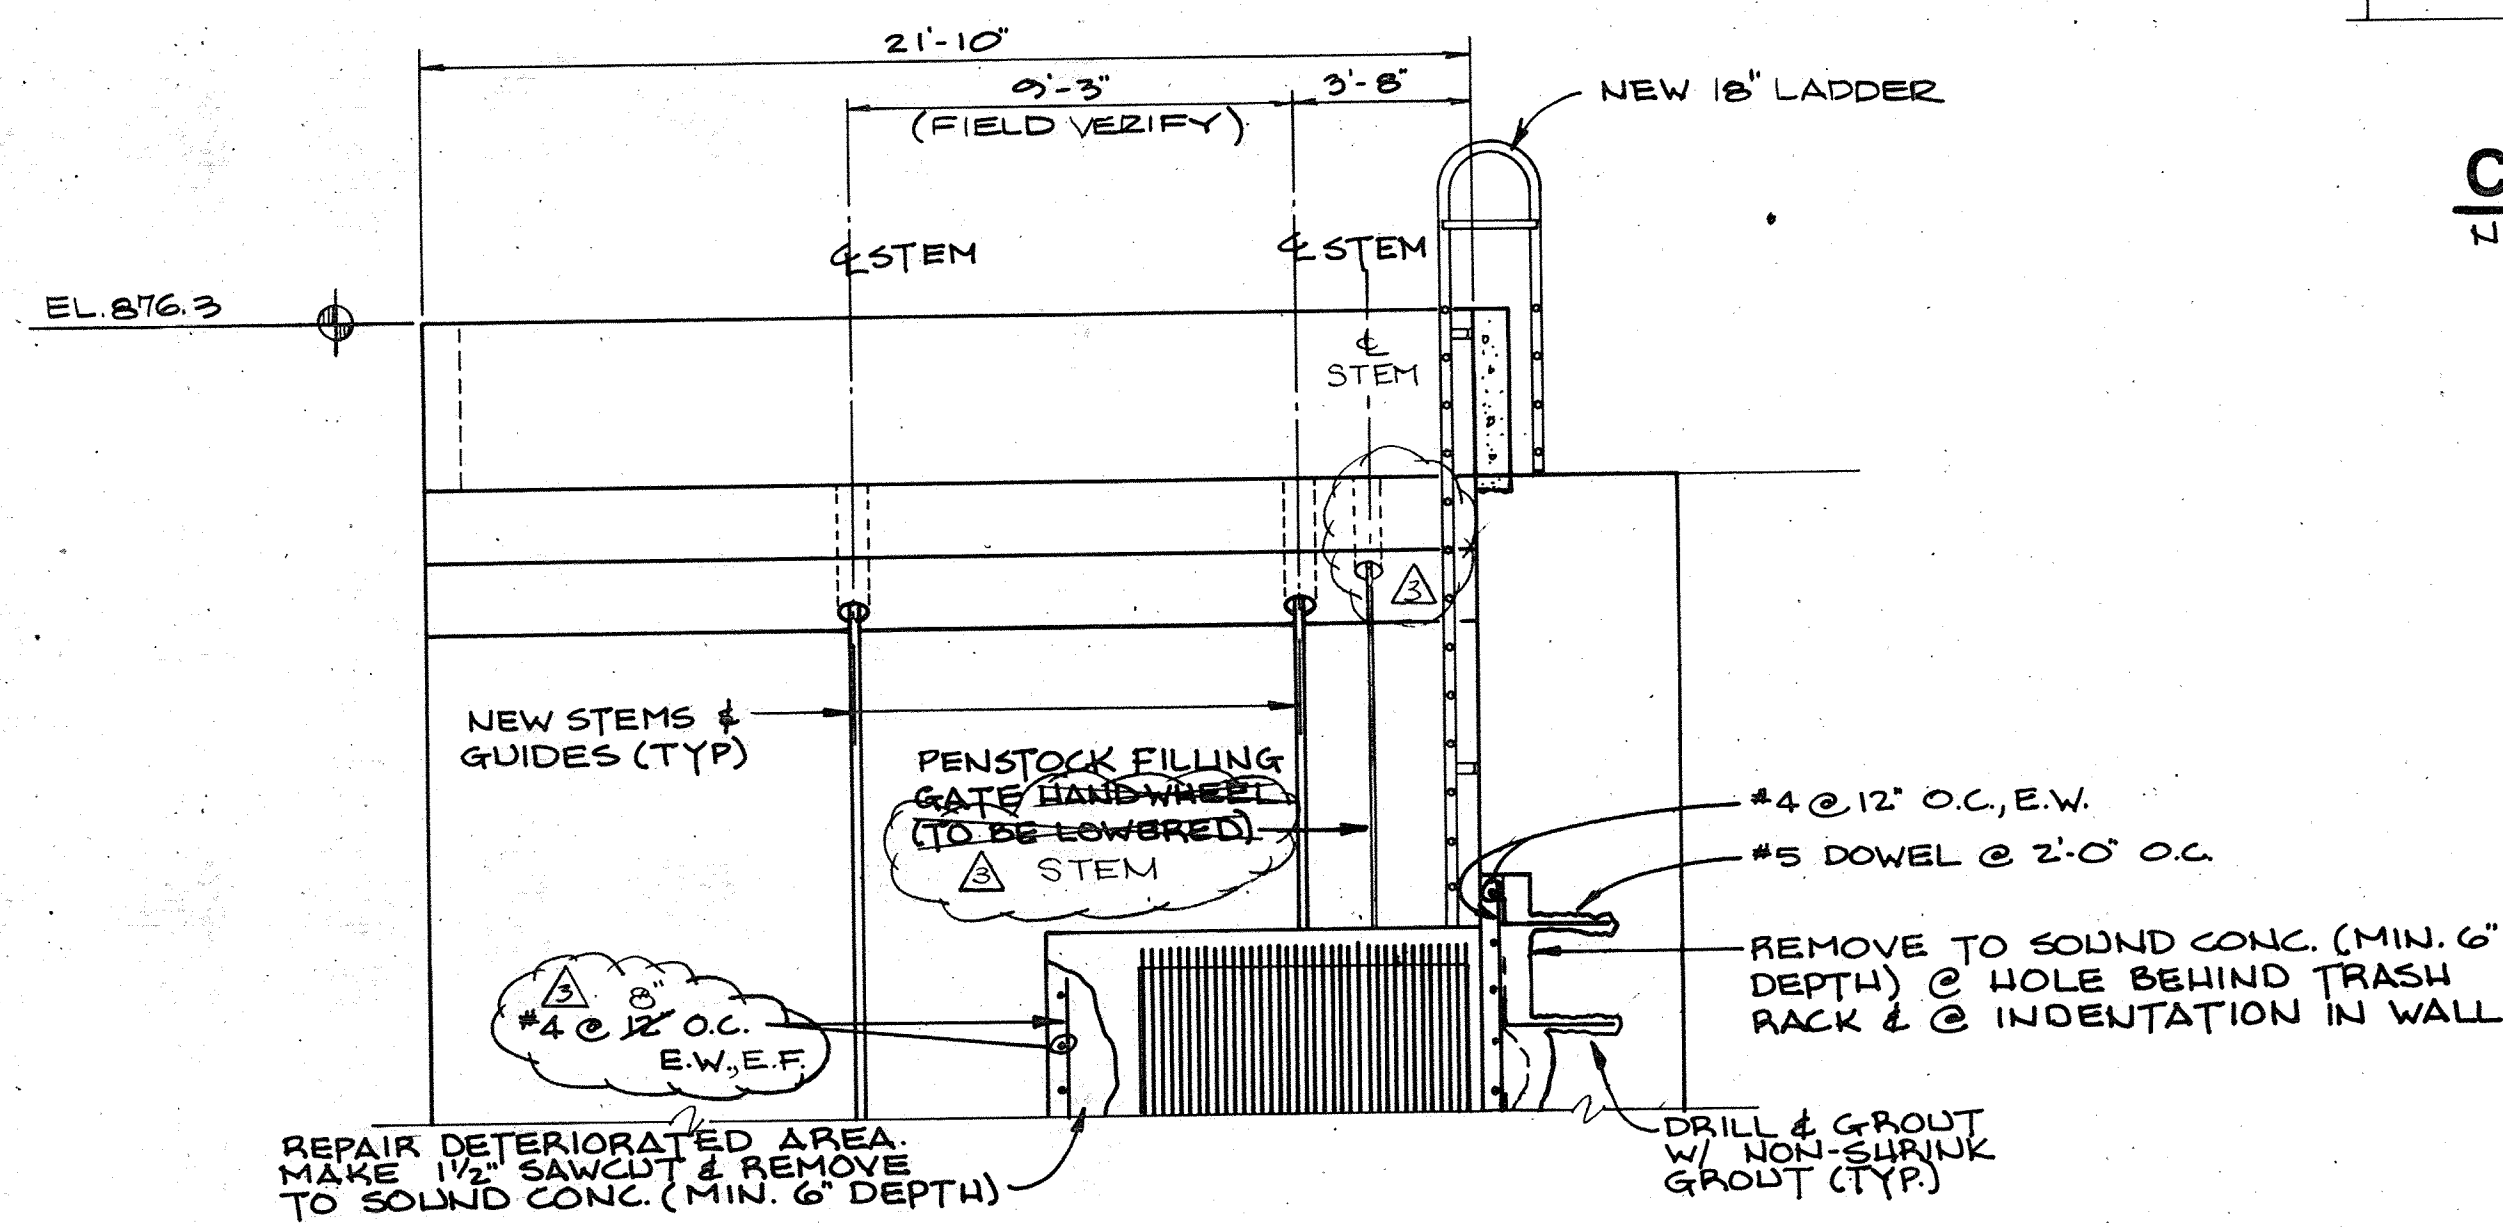 21'-10"
9'-3"
(FIELD VERIFY)
3'-8"
NEW 18" LADDER
℄ STEM
℄ STEM
EL. 876.3
℄
STEM
3
NEW STEMS &
GUIDES (TYP)
PENSTOCK FILLING
GATE HANDWHEEL
(TO BE LOWERED)
3 STEM
#4 @ 12" O.C., E.W.
#5 DOWEL @ 2'-0" O.C.
REMOVE TO SOUND CONC. (MIN. 6"
DEPTH) @ HOLE BEHIND TRASH
RACK & @ INDENTATION IN WALL
3 8"
#4 @ 12" O.C.
E.W., E.F.
REPAIR DETERIORATED AREA.
MAKE 1½" SAWCUT & REMOVE
TO SOUND CONC. (MIN. 6" DEPTH)
DRILL & GROUT
W/ NON-SHRINK
GROUT (TYP.)